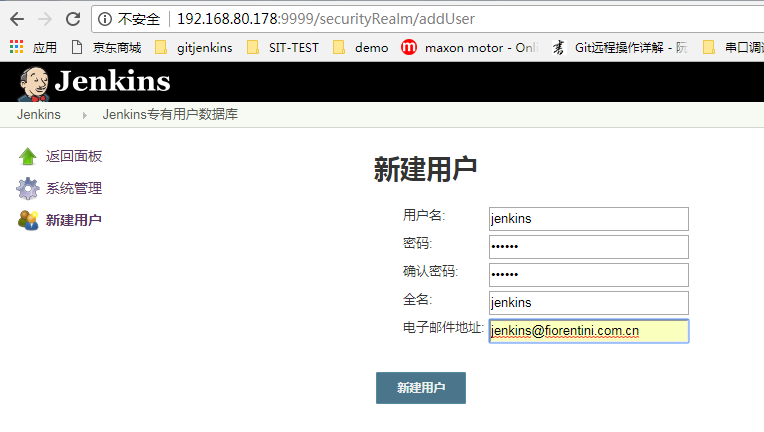 不安全 192.168.80.178:9999/securityRealm/addUser
应用 京东商城 gitjenkins SIT-TEST demo maxon motor - Onli Git远程操作详解 - 阮 串口调试
Jenkins
Jenkins Jenkins专有用户数据库
返回面板
系统管理
新建用户
新建用户
用户名: jenkins
密码: ••••••
确认密码: ••••••
全名: jenkins
电子邮件地址: jenkins@fiorentini.com.cn
新建用户